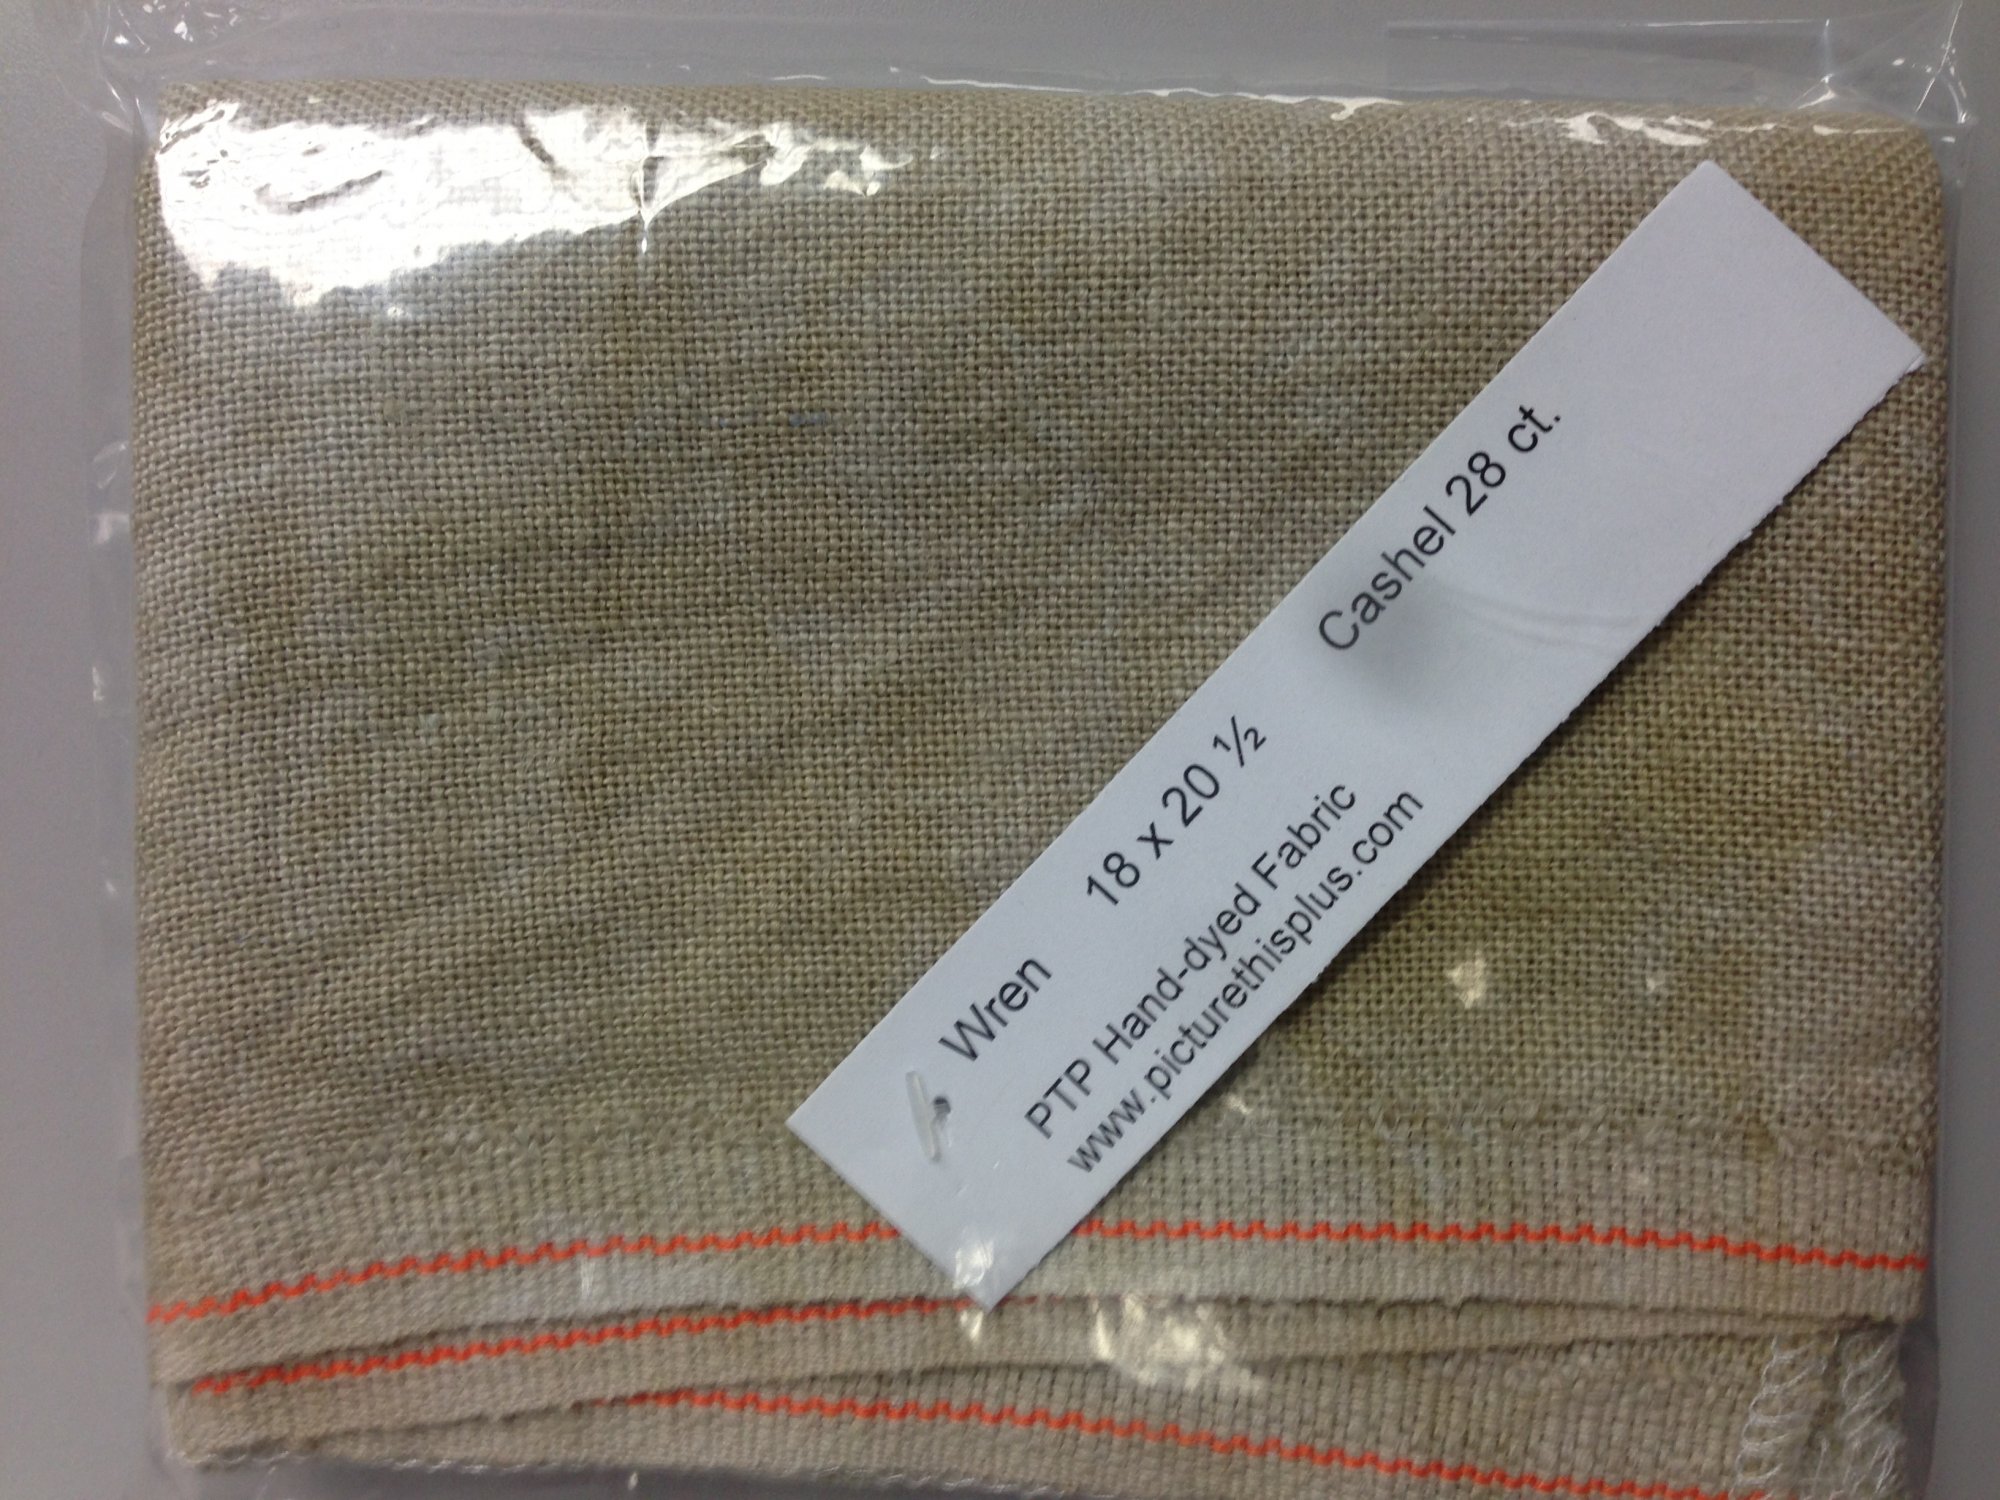 Wren 18 x 20 ½ Cashel 28 ct.
PTP Hand-dyed Fabric
www.picturethisplus.com